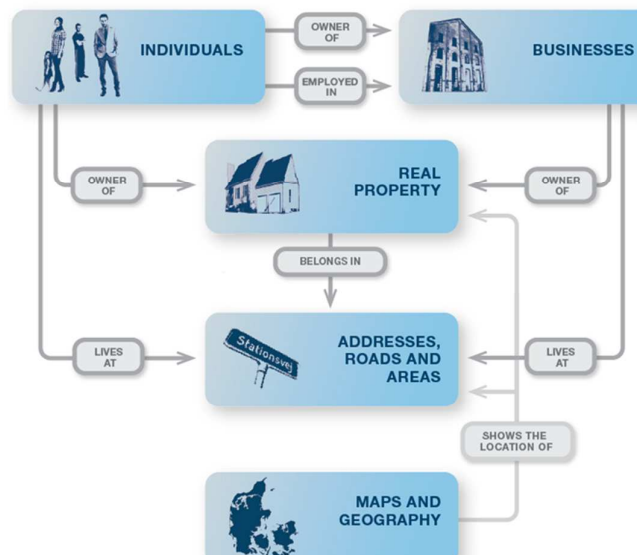 INDIVIDUALS
OWNER
OF
EMPLOYED
IN
BUSINESSES
OWNER
OF
REAL
PROPERTY
OWNER
OF
BELONGS IN
LIVES
AT
Stationsvej
ADDRESSES,
ROADS AND
AREAS
LIVES
AT
SHOWS THE
LOCATION OF
MAPS AND
GEOGRAPHY